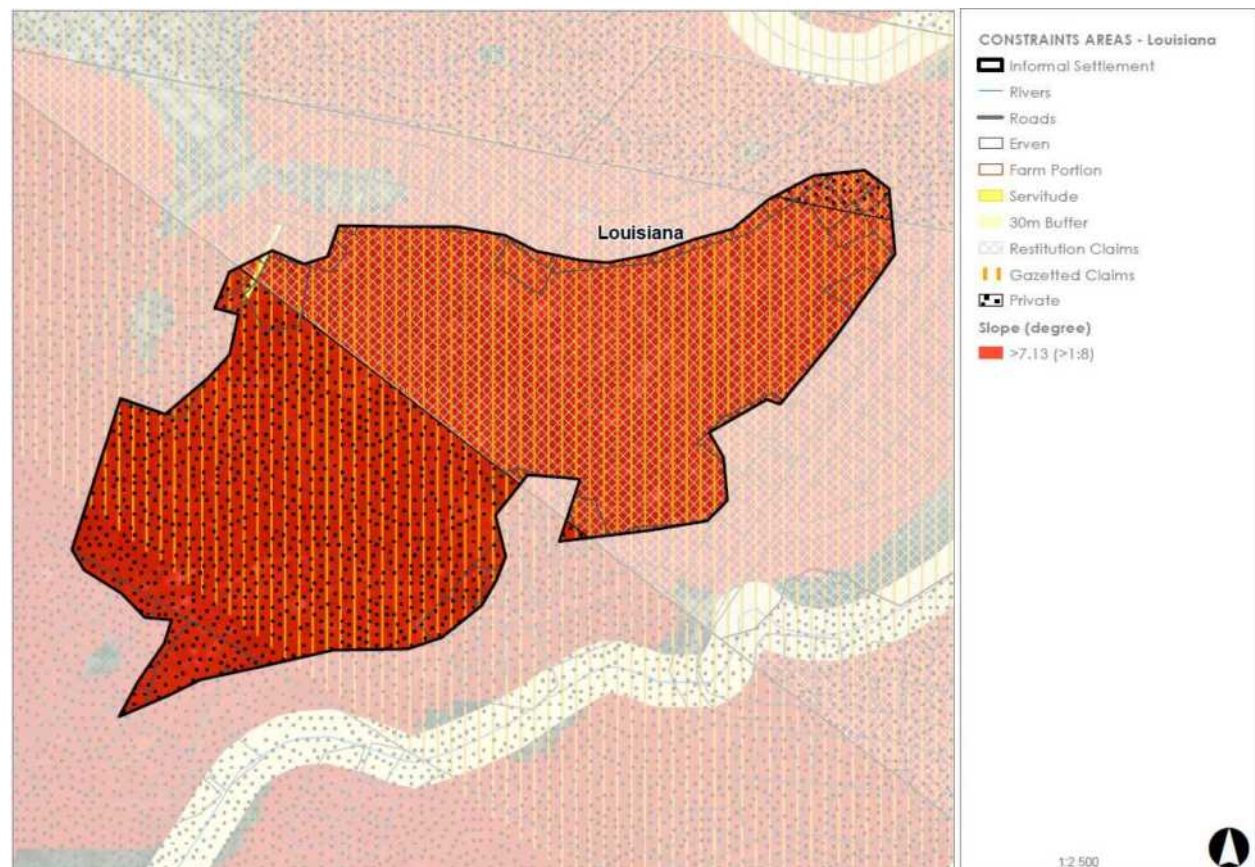 Louisiana
CONSTRAINTS AREAS - Louisiana
Informal Settlement
Rivers
Roads
Erven
Farm Portion
Servitude
30m Buffer
Restitution Claims
Gazetted Claims
Private
Slope (degree)
>7.13 (>1:8)
1:2 500